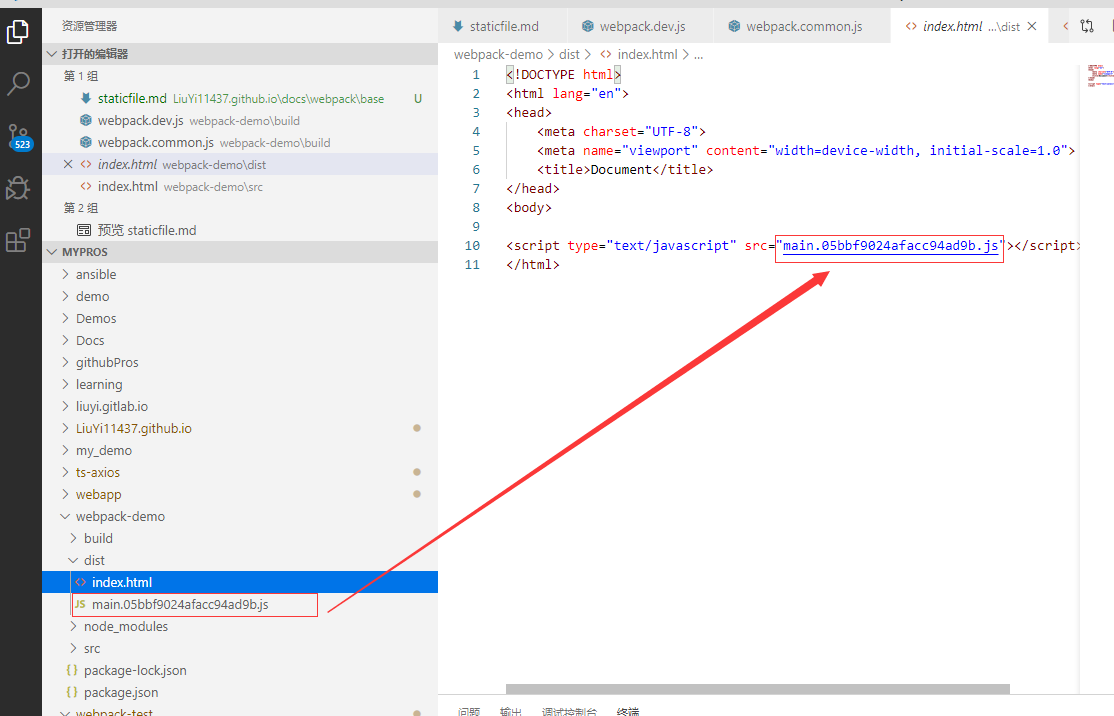 资源管理器
打开的编辑器
第 1 组
staticfile.md LiuYi11437.github.io\docs\webpack\base U
webpack.dev.js webpack-demo\build
webpack.common.js webpack-demo\build
index.html webpack-demo\dist
index.html webpack-demo\src
第 2 组
预览 staticfile.md
MYPROS
ansible
demo
Demos
Docs
githubPros
learning
liuyi.gitlab.io
LiuYi11437.github.io
my_demo
ts-axios
webapp
webpack-demo
build
dist
index.html
JS main.05bbf9024afacc94ad9b.js
node_modules
src
{} package-lock.json
{} package.json
webpack-test
523
staticfile.md webpack.dev.js webpack.common.js <> index.html ...\dist
webpack-demo > dist > <> index.html > ...
1 <!DOCTYPE html>
2 <html lang="en">
3 <head>
4 <meta charset="UTF-8">
5 <meta name="viewport" content="width=device-width, initial-scale=1.0">
6 <title>Document</title>
7 </head>
8 <body>
9
10 <script type="text/javascript" src="main.05bbf9024afacc94ad9b.js"></script>
11 </html>
问题 输出 调试控制台 终端